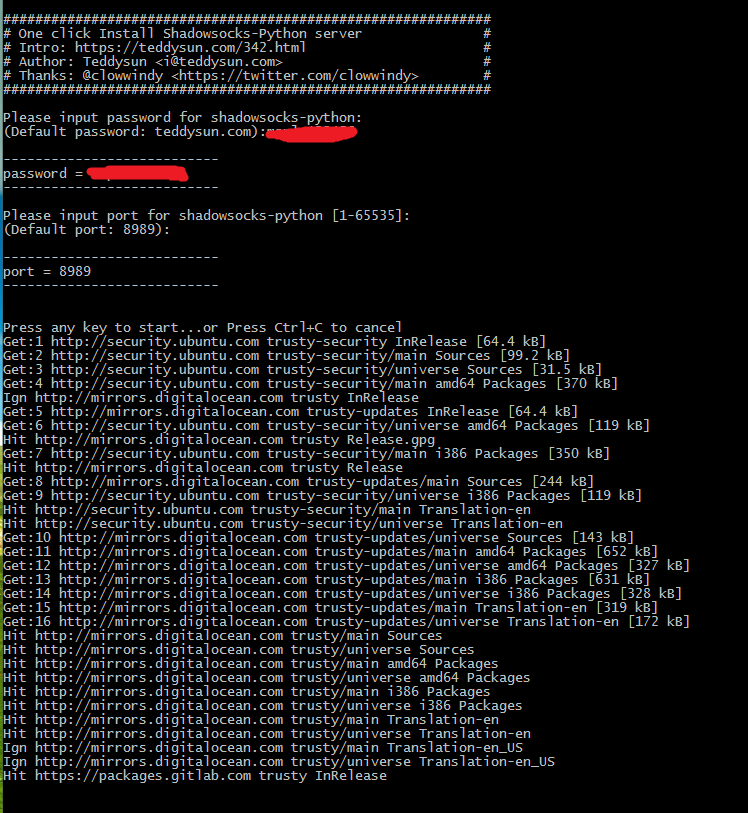 #############################################################
# One click Install Shadowsocks-Python server               #
# Intro: https://teddysun.com/342.html                      #
# Author: Teddysun <i@teddysun.com>                         #
# Thanks: @clowwindy <https://twitter.com/clowwindy>        #
#############################################################
Please input password for shadowsocks-python:
(Default password: teddysun.com):
---------------------------
password =
---------------------------
Please input port for shadowsocks-python [1-65535]:
(Default port: 8989):
---------------------------
port = 8989
---------------------------
Press any key to start...or Press Ctrl+C to cancel
Get:1 http://security.ubuntu.com trusty-security InRelease [64.4 kB]
Get:2 http://security.ubuntu.com trusty-security/main Sources [99.2 kB]
Get:3 http://security.ubuntu.com trusty-security/universe Sources [31.5 kB]
Get:4 http://security.ubuntu.com trusty-security/main amd64 Packages [370 kB]
Ign http://mirrors.digitalocean.com trusty InRelease
Get:5 http://mirrors.digitalocean.com trusty-updates InRelease [64.4 kB]
Get:6 http://security.ubuntu.com trusty-security/universe amd64 Packages [119 kB]
Hit http://mirrors.digitalocean.com trusty Release.gpg
Get:7 http://security.ubuntu.com trusty-security/main i386 Packages [350 kB]
Hit http://mirrors.digitalocean.com trusty Release
Get:8 http://mirrors.digitalocean.com trusty-updates/main Sources [244 kB]
Get:9 http://security.ubuntu.com trusty-security/universe i386 Packages [119 kB]
Hit http://security.ubuntu.com trusty-security/main Translation-en
Hit http://security.ubuntu.com trusty-security/universe Translation-en
Get:10 http://mirrors.digitalocean.com trusty-updates/universe Sources [143 kB]
Get:11 http://mirrors.digitalocean.com trusty-updates/main amd64 Packages [652 kB]
Get:12 http://mirrors.digitalocean.com trusty-updates/universe amd64 Packages [327 kB]
Get:13 http://mirrors.digitalocean.com trusty-updates/main i386 Packages [631 kB]
Get:14 http://mirrors.digitalocean.com trusty-updates/universe i386 Packages [328 kB]
Get:15 http://mirrors.digitalocean.com trusty-updates/main Translation-en [319 kB]
Get:16 http://mirrors.digitalocean.com trusty-updates/universe Translation-en [172 kB]
Hit http://mirrors.digitalocean.com trusty/main Sources
Hit http://mirrors.digitalocean.com trusty/universe Sources
Hit http://mirrors.digitalocean.com trusty/main amd64 Packages
Hit http://mirrors.digitalocean.com trusty/universe amd64 Packages
Hit http://mirrors.digitalocean.com trusty/main i386 Packages
Hit http://mirrors.digitalocean.com trusty/universe i386 Packages
Hit http://mirrors.digitalocean.com trusty/main Translation-en
Hit http://mirrors.digitalocean.com trusty/universe Translation-en
Ign http://mirrors.digitalocean.com trusty/main Translation-en_US
Ign http://mirrors.digitalocean.com trusty/universe Translation-en_US
Hit https://packages.gitlab.com trusty InRelease